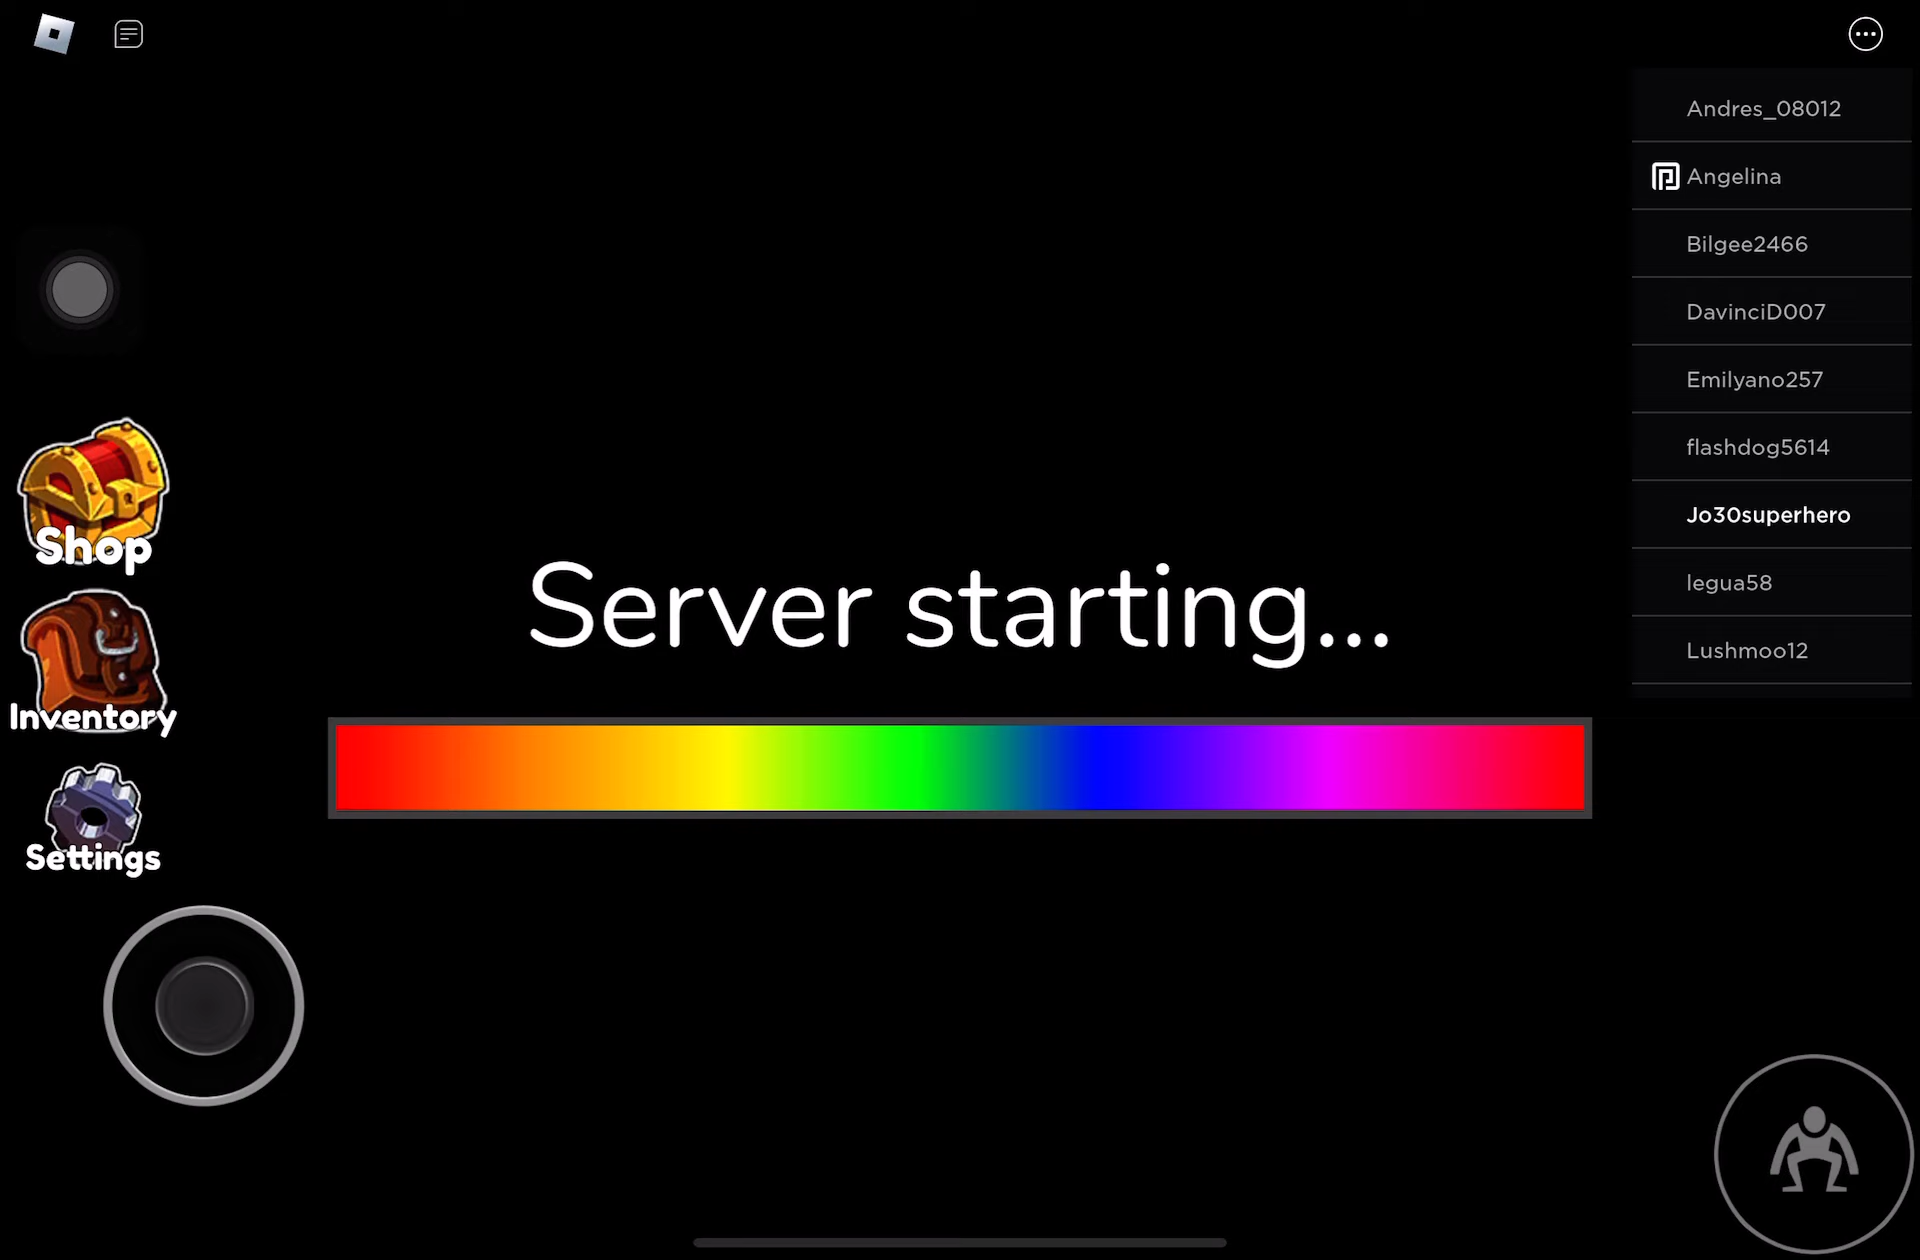 Andres_08012
Angelina
Bilgee2466
DavinciD007
Emilyano257
flashdog5614
Jo30superhero
legua58
Lushmoo12
Shop
Inventory
Settings
Server starting...